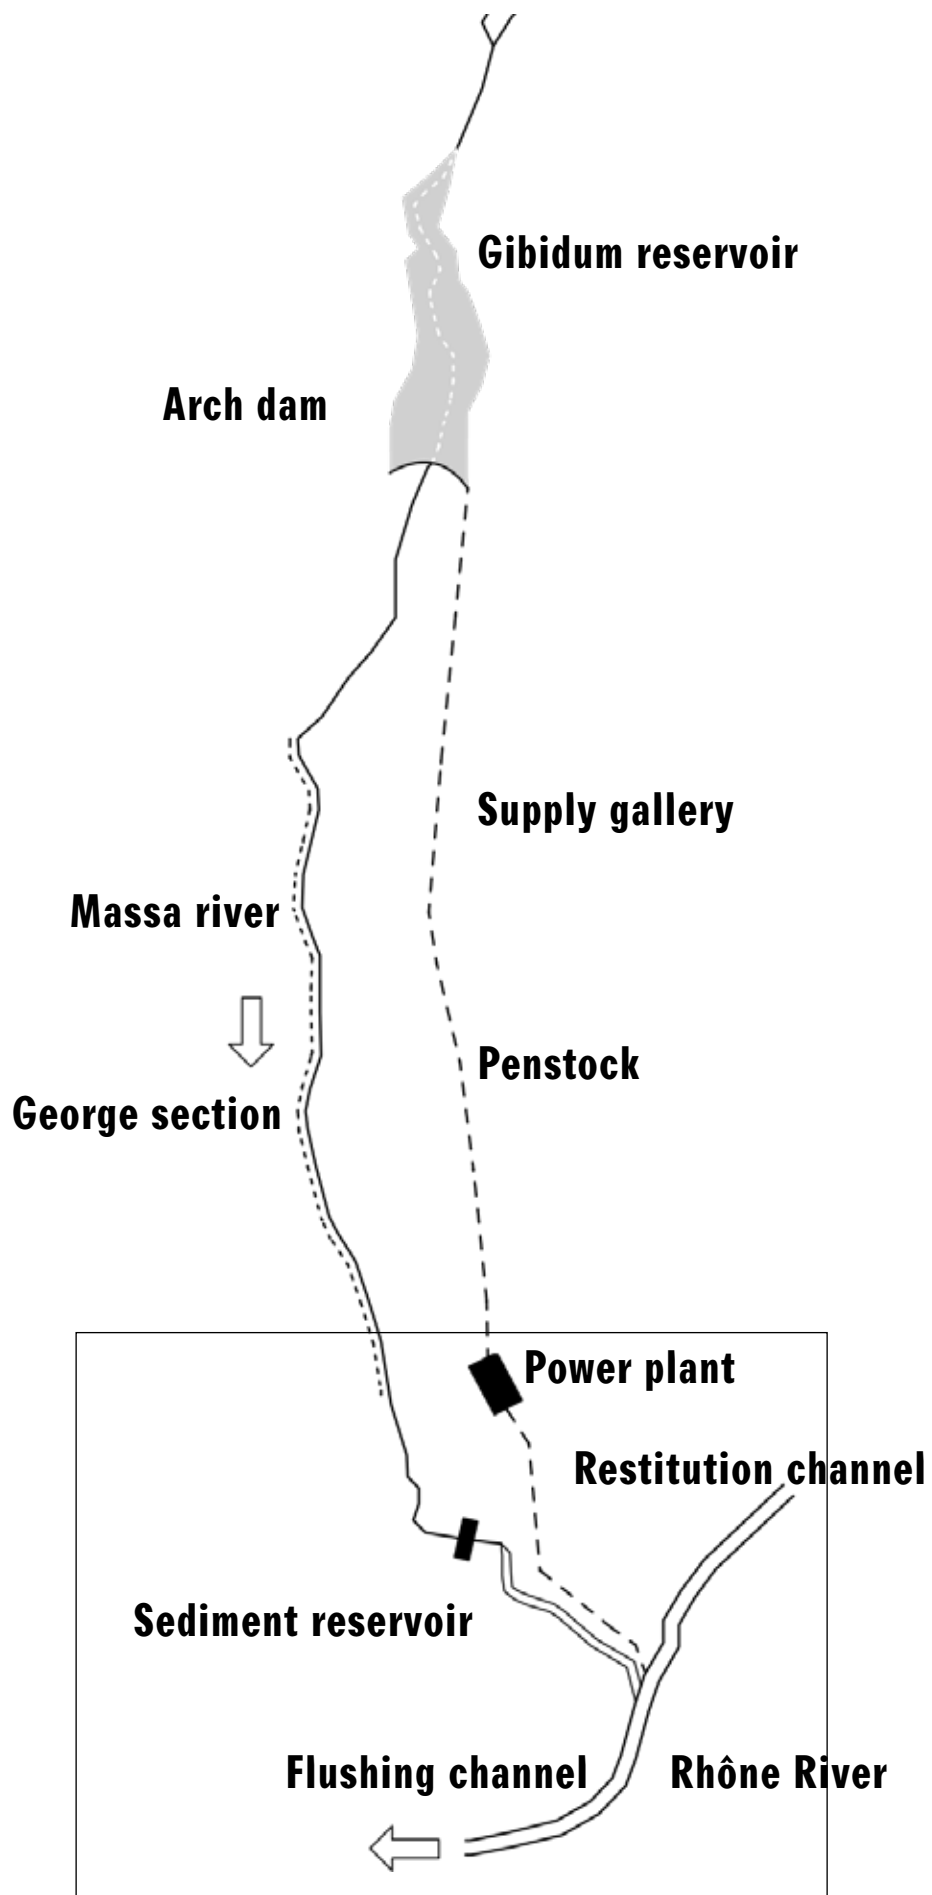 Gibidum reservoir
Arch dam
Supply gallery
Massa river
Penstock
George section
Power plant
Restitution channel
Sediment reservoir
Flushing channel
Rhône River